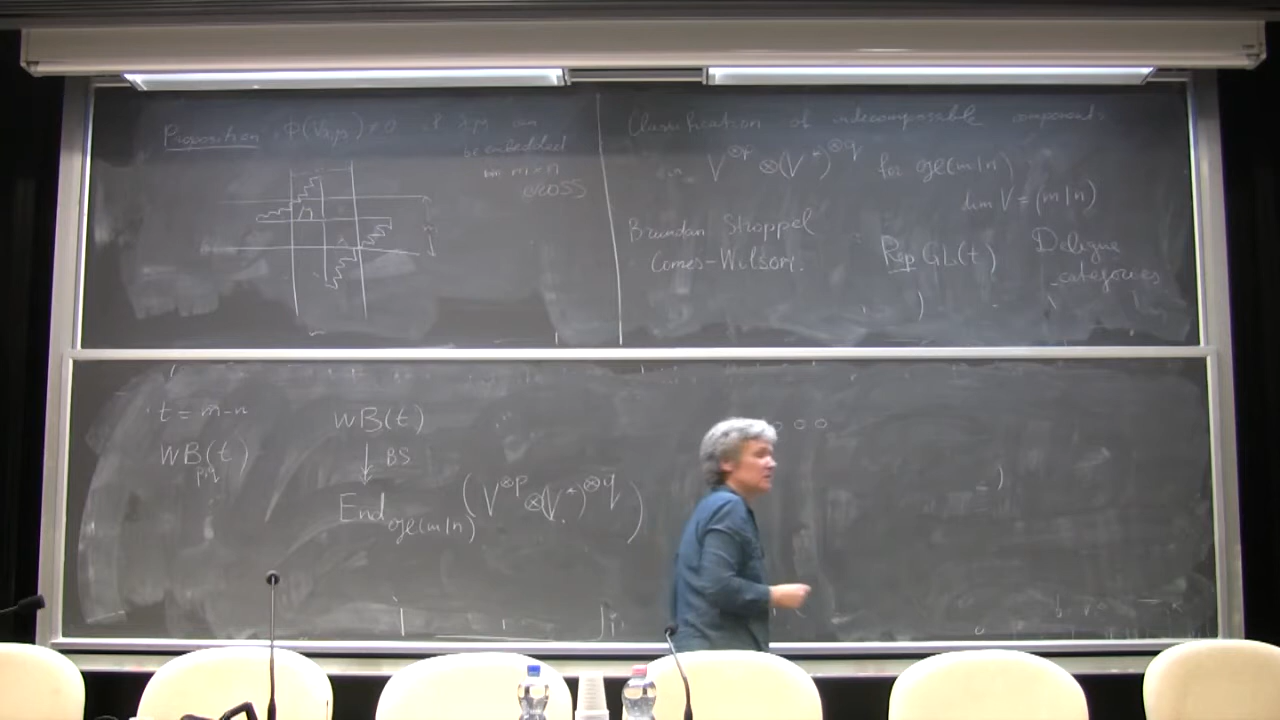 Proposition Φ(V_{λ,μ}) ≠ 0 if λ,μ can
be embedded
in m×n
cross
n
m
Classification of indecomposable components
in V^{⊗p} ⊗(V^*)^{⊗q} for gl(m|n)
dim V = (m|n)
Brundan Stroppel
Comes-Wilson.
Rep GL(t)
Deligne
categories
t = m-n
WB(t)
p,q
WB(t)
↓ BS
End_{gl(m|n)} (V^{⊗p} ⊗ (V^*)^{⊗q})
o o o